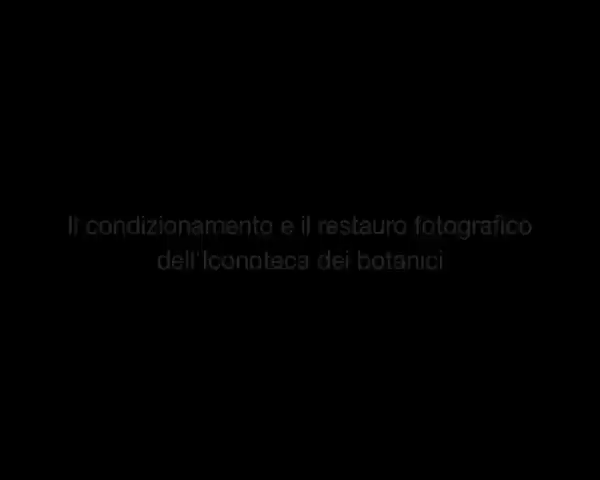 Il condizionamento e il restauro fotografico
dell'Iconoteca dei botanici